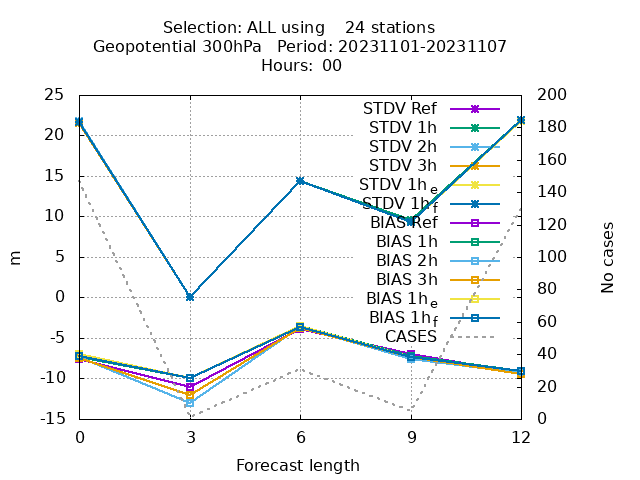 Selection: ALL using    24 stations
Geopotential 300hPa   Period: 20231101-20231107
Hours: 00
25
20
15
10
5
0
-5
-10
-15
m
200
180
160
140
120
100
80
60
40
20
0
No cases
STDV Ref
STDV 1h
STDV 2h
STDV 3h
STDV 1h_e
STDV 1h_f
BIAS Ref
BIAS 1h
BIAS 2h
BIAS 3h
BIAS 1h_e
BIAS 1h_f
CASES
0 3 6 9 12
Forecast length